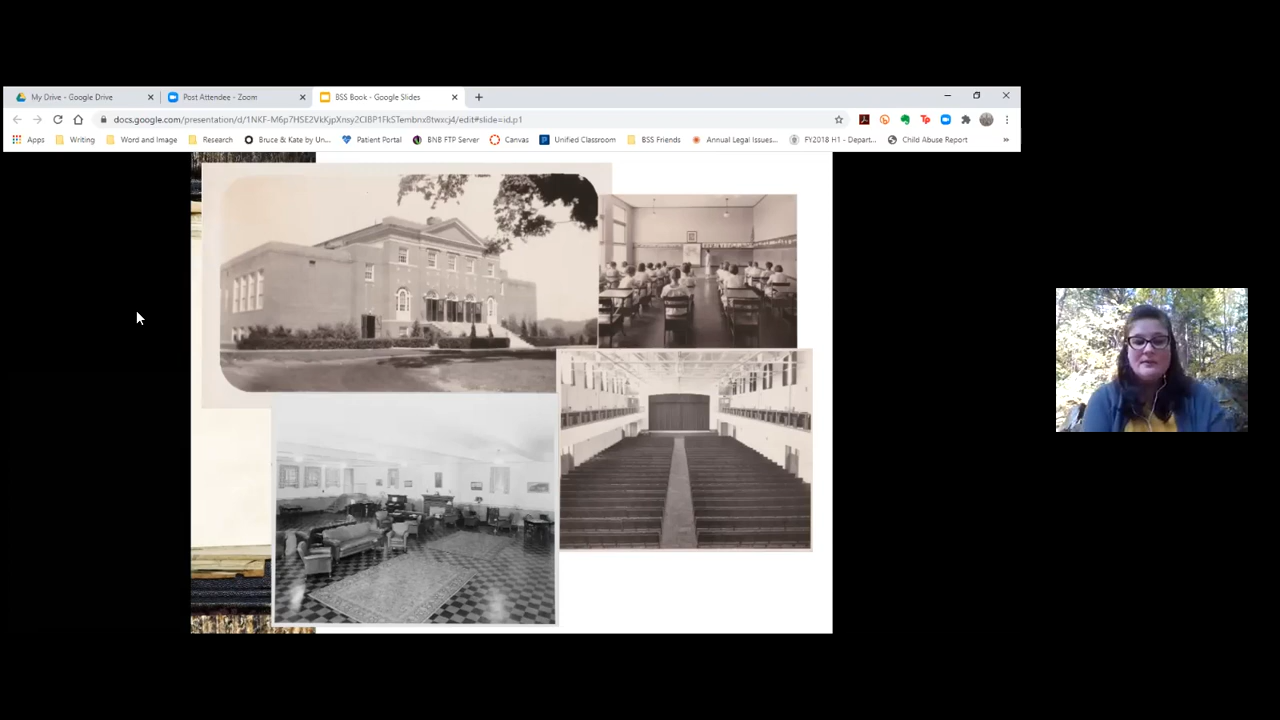 My Drive - Google Drive
Post Attendee - Zoom
BSS Book - Google Slides
docs.google.com/presentation/d/1NKF-M6p7HSE2VkKjpXnsy2ClBP1FkSTembnx8twxcj4/edit#slide=id.p1
Apps Writing Word and Image Research Bruce & Kate by Un... Patient Portal BNB FTP Server Canvas Unified Classroom BSS Friends Annual Legal Issues... FY2018 H1 - Depart... Child Abuse Report »